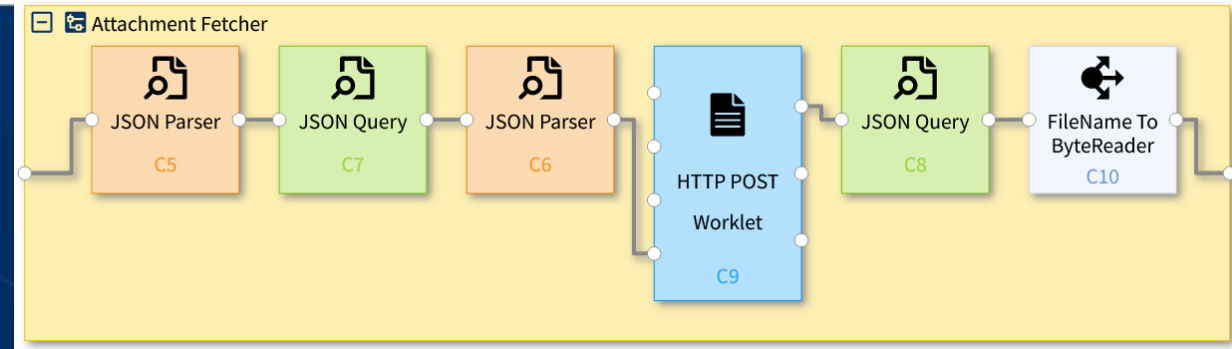 Attachment Fetcher
JSON Parser
C5
JSON Query
C7
JSON Parser
C6
HTTP POST
Worklet
C9
JSON Query
C8
FileName To
ByteReader
C10